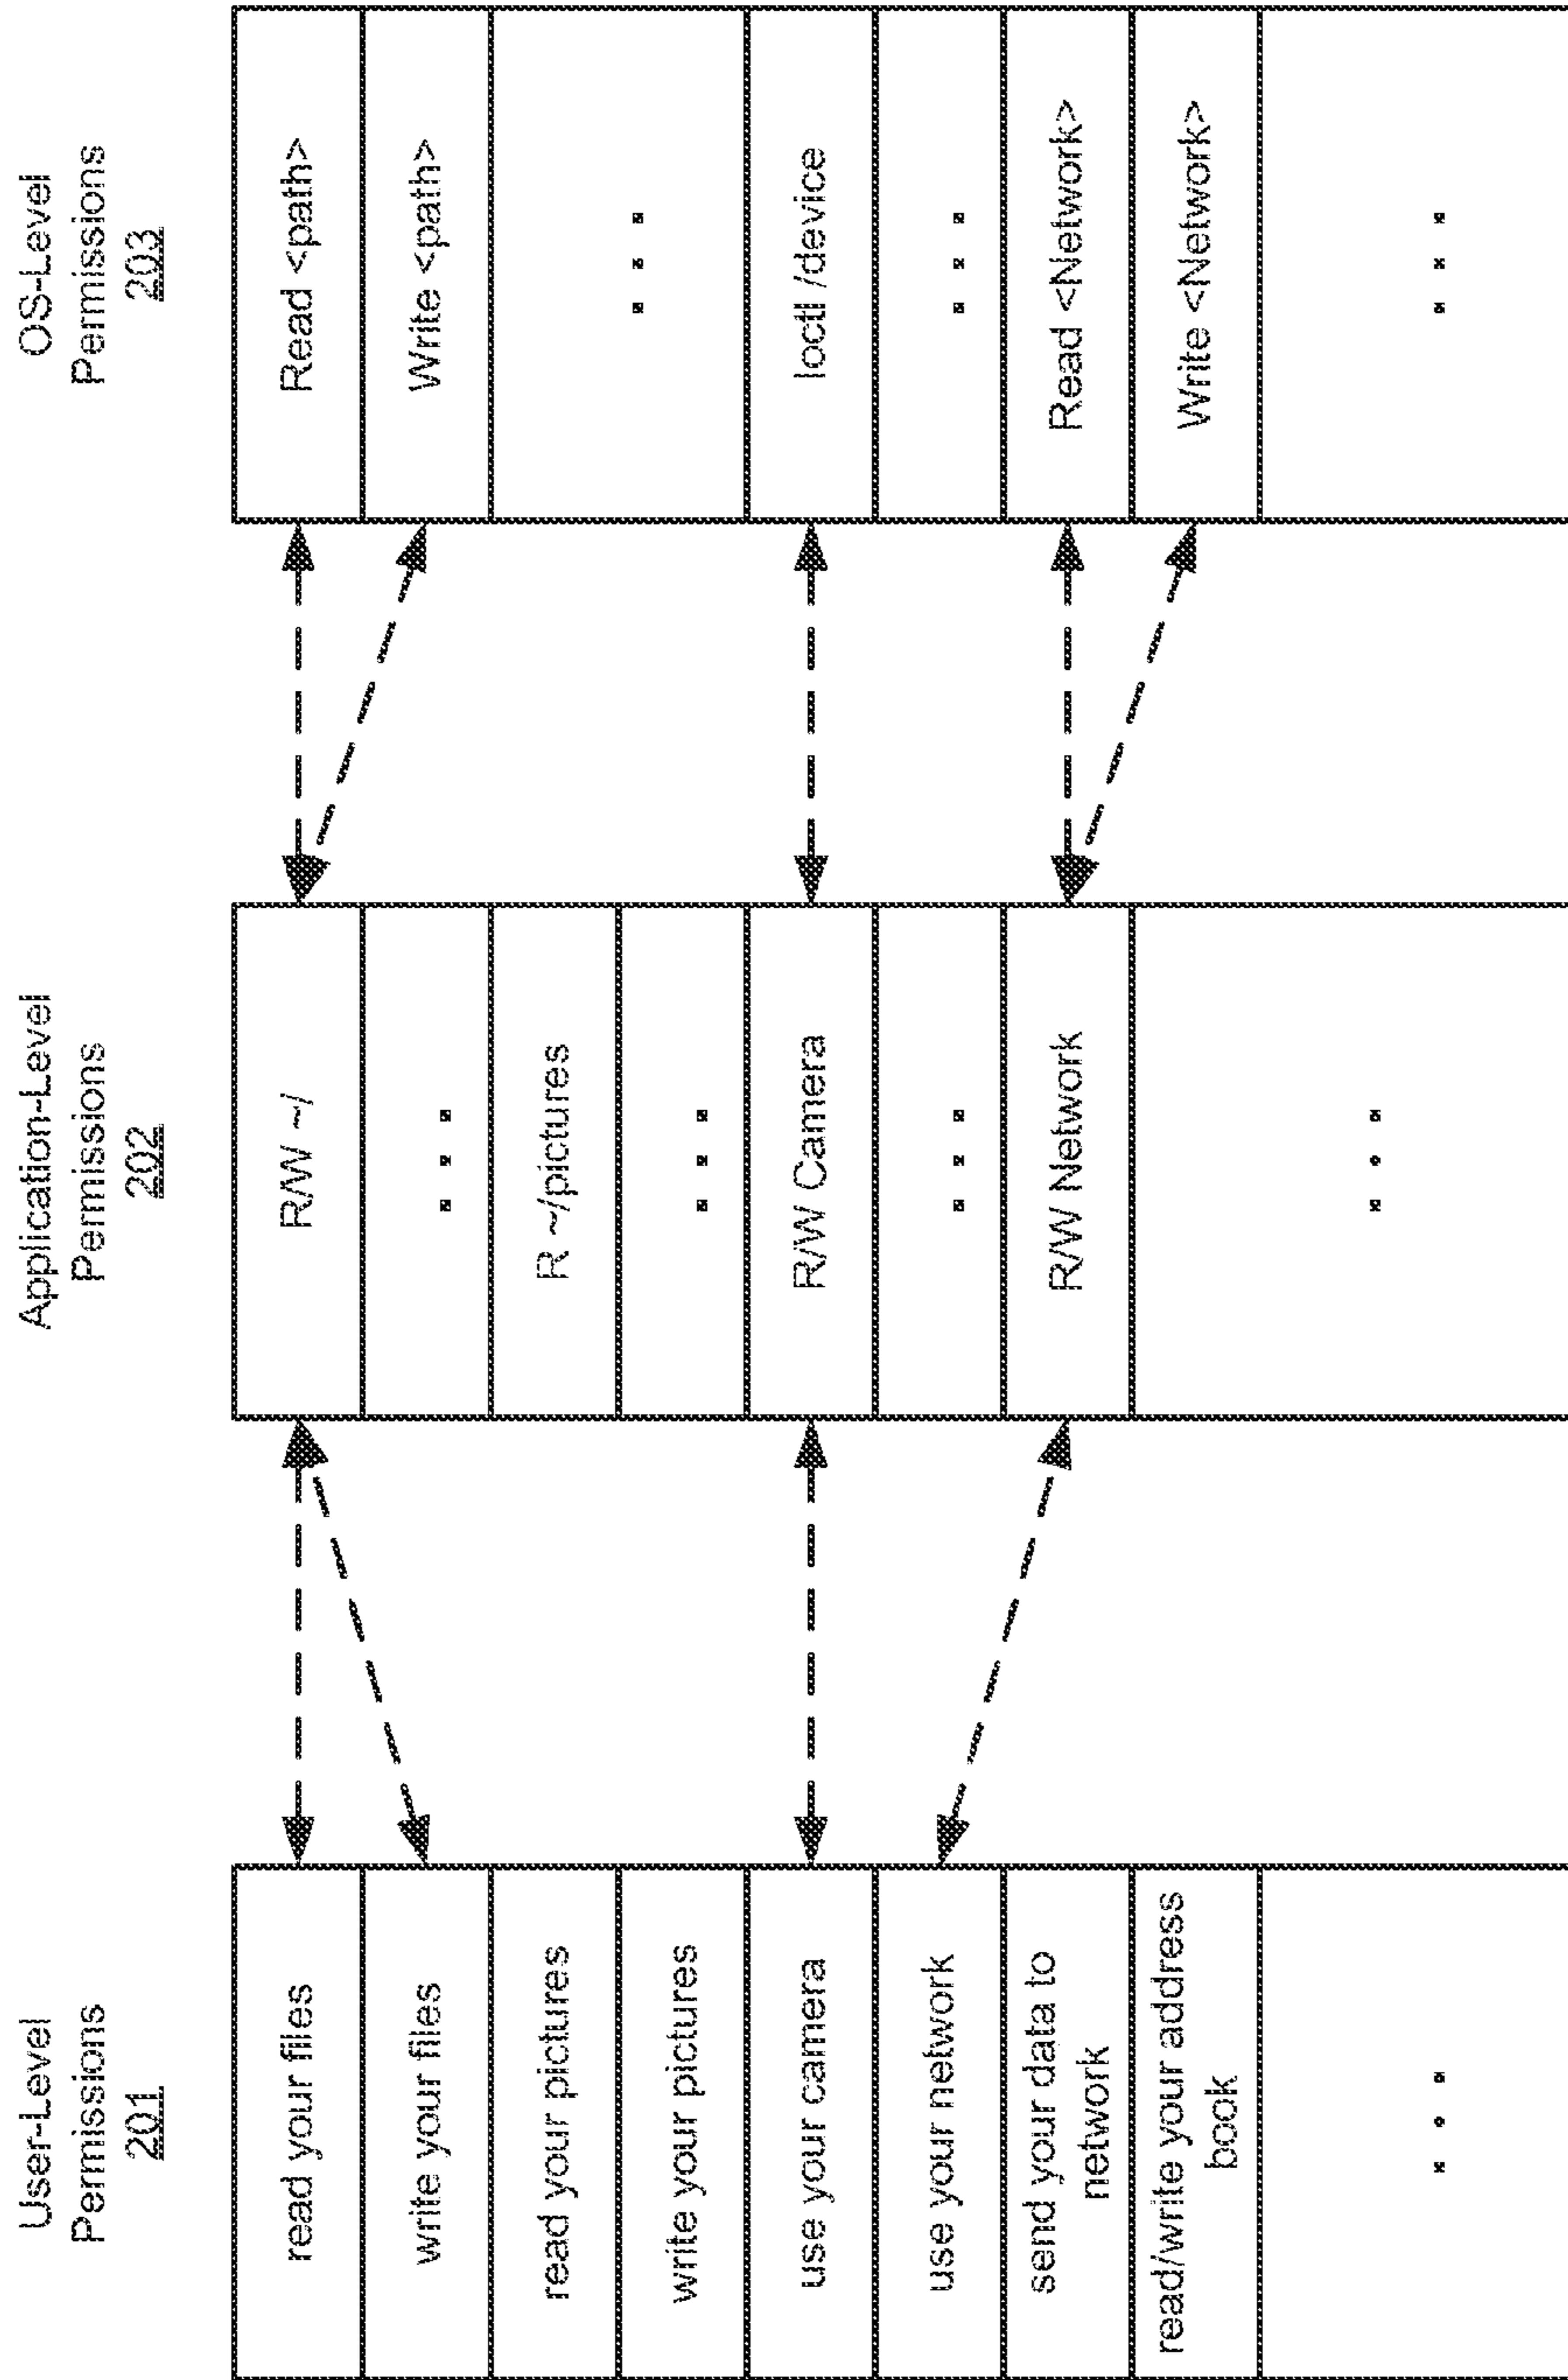 User-Level
Permissions
201
read your files
write your files
read your pictures
write your pictures
use your camera
use your network
send your data to
network
read/write your address
book
Application-Level
Permissions
202
R/W ~/
R ~/pictures
R/W Camera
R/W Network
OS-Level
Permissions
203
Read <path>
Write <path>
Ioctl /device
Read <Network>
Write <Network>